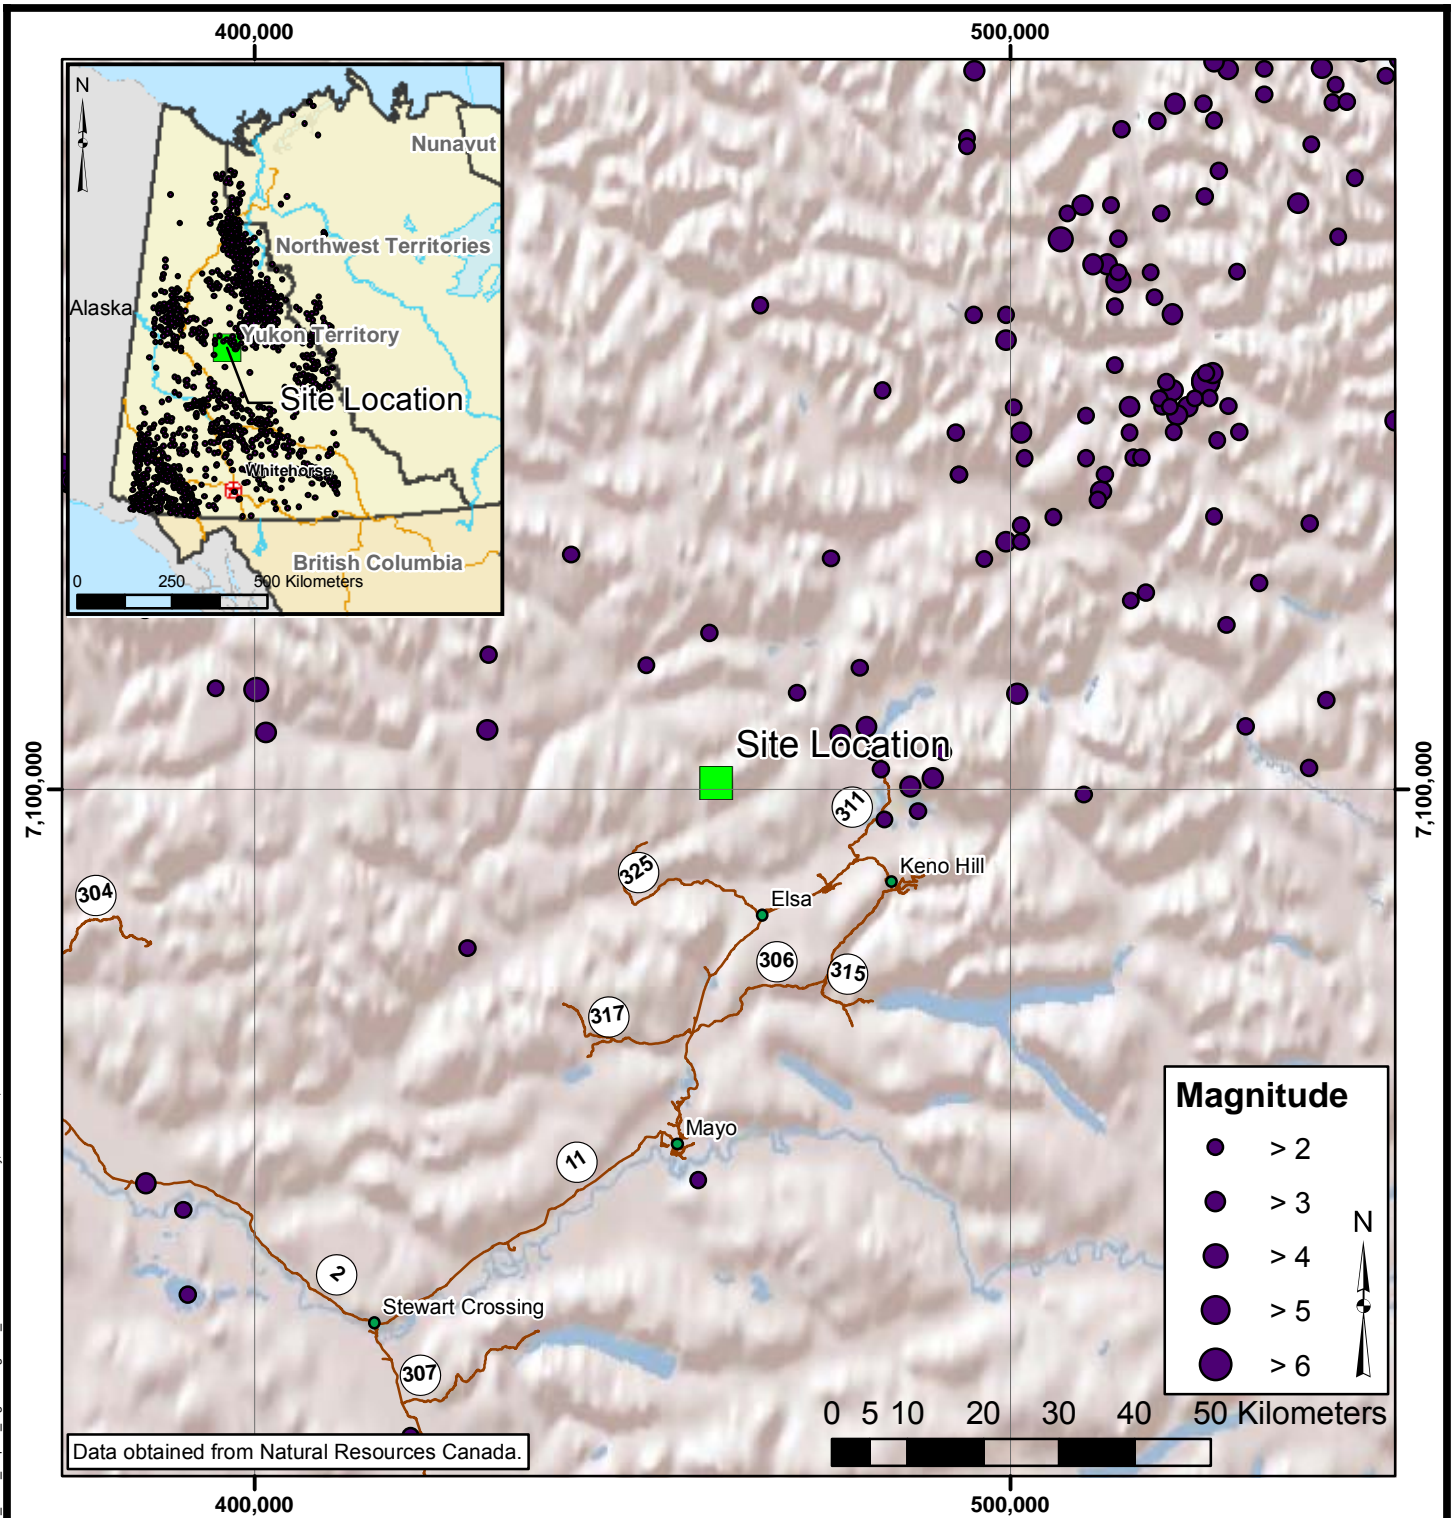 400,000
500,000
N
Nunavut
Northwest Territories
Alaska
Yukon Territory
Site Location
Whitehorse
British Columbia
0 250 500 Kilometers
7,100,000
7,100,000
Site Location
311
Keno Hill
325
304
Elsa
306
315
317
Magnitude
> 2
> 3
> 4
> 5
> 6
N
Mayo
11
2
Stewart Crossing
307
0 5 10 20 30 40 50 Kilometers
Data obtained from Natural Resources Canada.
400,000
500,000